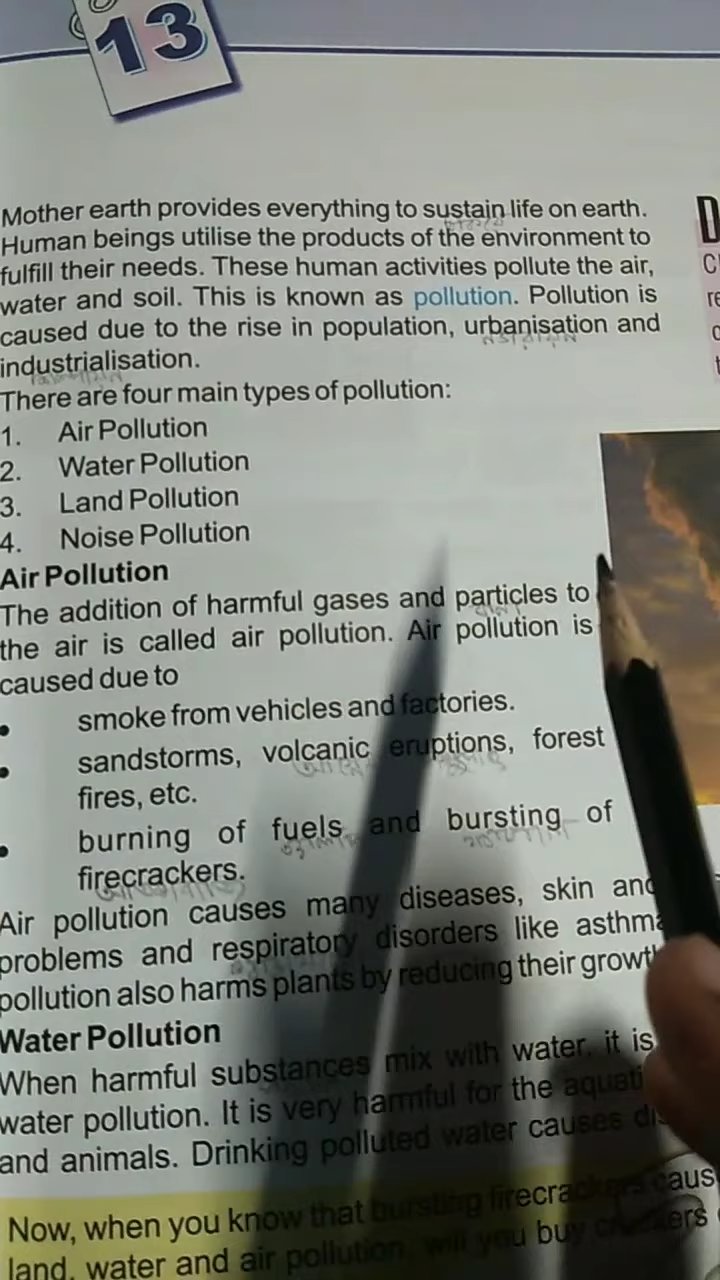 13
Mother earth provides everything to sustain life on earth.
Human beings utilise the products of the environment to
fulfill their needs. These human activities pollute the air,
water and soil. This is known as pollution. Pollution is
caused due to the rise in population, urbanisation and
industrialisation.
There are four main types of pollution:
1. Air Pollution
2. Water Pollution
3. Land Pollution
4. Noise Pollution
Air Pollution
The addition of harmful gases and particles to
the air is called air pollution. Air pollution is
caused due to
• smoke from vehicles and factories.
• sandstorms, volcanic eruptions, forest
fires, etc.
• burning of fuels and bursting of
firecrackers.
Air pollution causes many diseases, skin and
problems and respiratory disorders like
pollution also harms plants by reducing their
Water Pollution
When harmful substances mix with water, it is
water pollution. It is very harmful for the
and animals. Drinking polluted water causes
Now, when you know that bursting firecrackers
land, water and air pollution, will you buy crackers